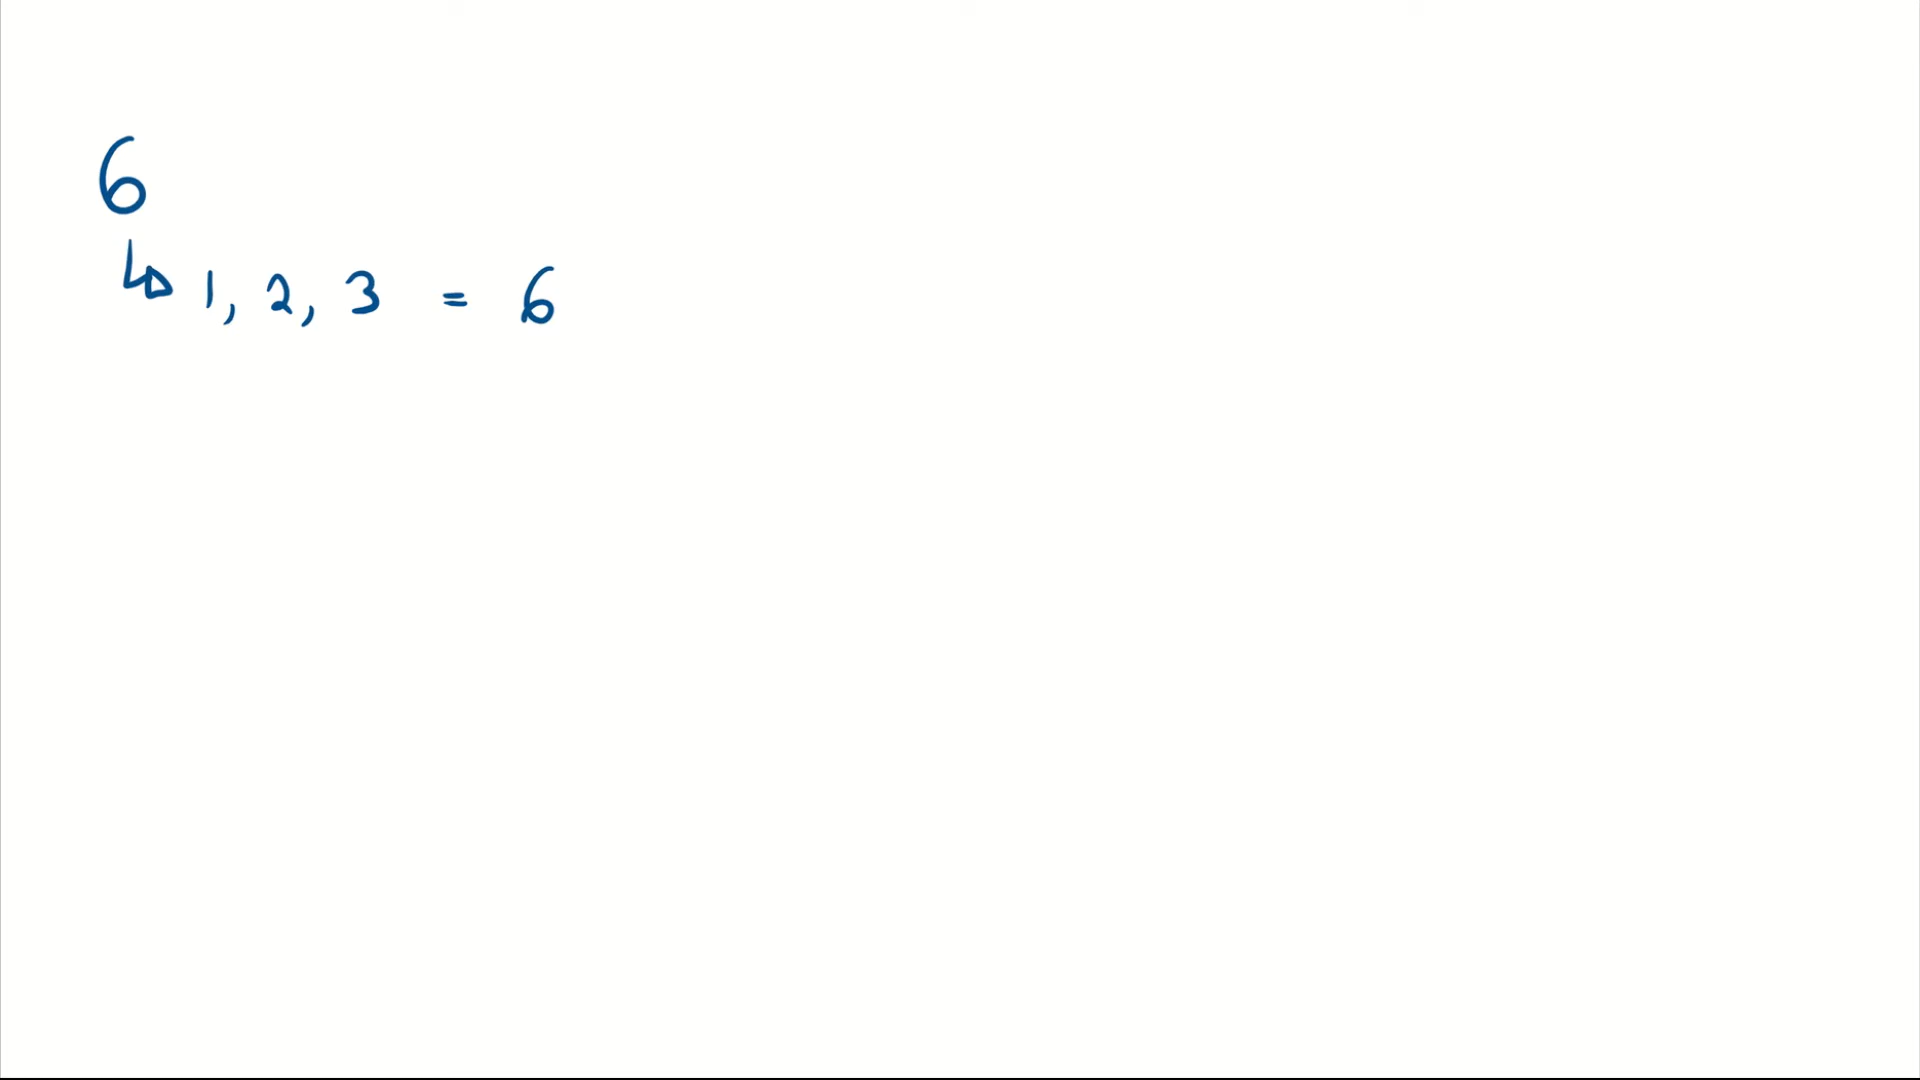 6
↳ 1, 2, 3 = 6